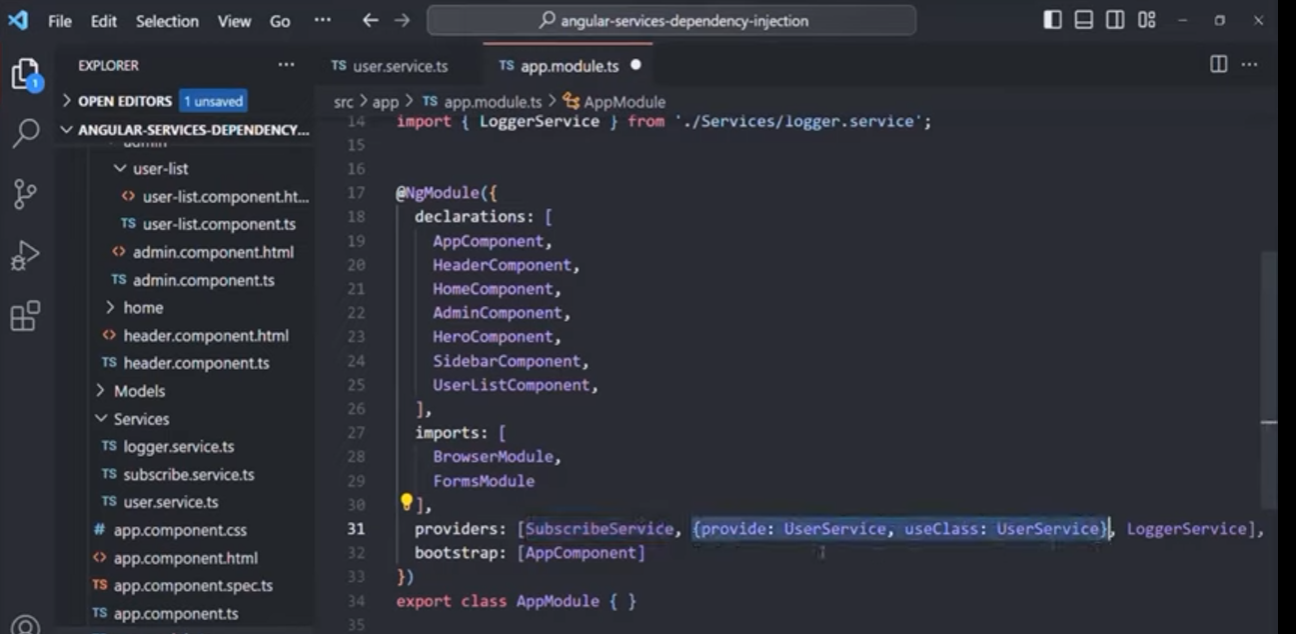 File Edit Selection View Go ··· angular-services-dependency-injection
EXPLORER ···
1
OPEN EDITORS 1 unsaved
ANGULAR-SERVICES-DEPENDENCY...
admin
user-list
user-list.component.ht...
TS user-list.component.ts
admin.component.html
TS admin.component.ts
home
header.component.html
TS header.component.ts
Models
Services
TS logger.service.ts
TS subscribe.service.ts
TS user.service.ts
# app.component.css
<> app.component.html
TS app.component.spec.ts
TS app.component.ts
TS user.service.ts TS app.module.ts
src > app > TS app.module.ts > AppModule
14 import { LoggerService } from './Services/logger.service';
15
16
17 @NgModule({
18 declarations: [
19 AppComponent,
20 HeaderComponent,
21 HomeComponent,
22 AdminComponent,
23 HeroComponent,
24 SidebarComponent,
25 UserListComponent,
26 ],
27 imports: [
28 BrowserModule,
29 FormsModule
30 ],
31 providers: [SubscribeService, {provide: UserService, useClass: UserService}, LoggerService],
32 bootstrap: [AppComponent]
33 })
34 export class AppModule { }
35